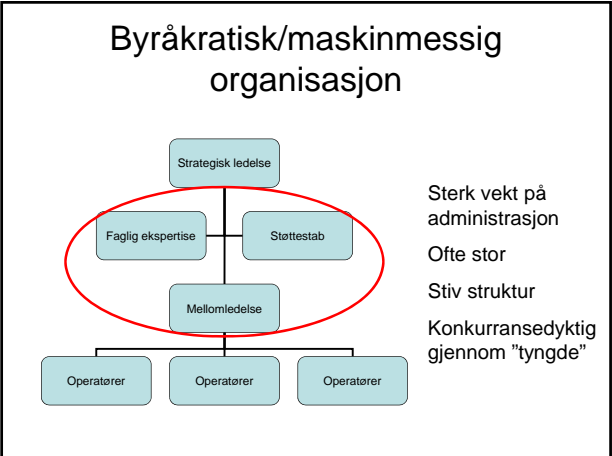 Byråkratisk/maskinmessig
organisasjon
Strategisk ledelse
Faglig ekspertise
Støttestab
Mellomledelse
Operatører
Operatører
Operatører
Sterk vekt på
administrasjon
Ofte stor
Stiv struktur
Konkurransedyktig
gjennom ”tyngde”